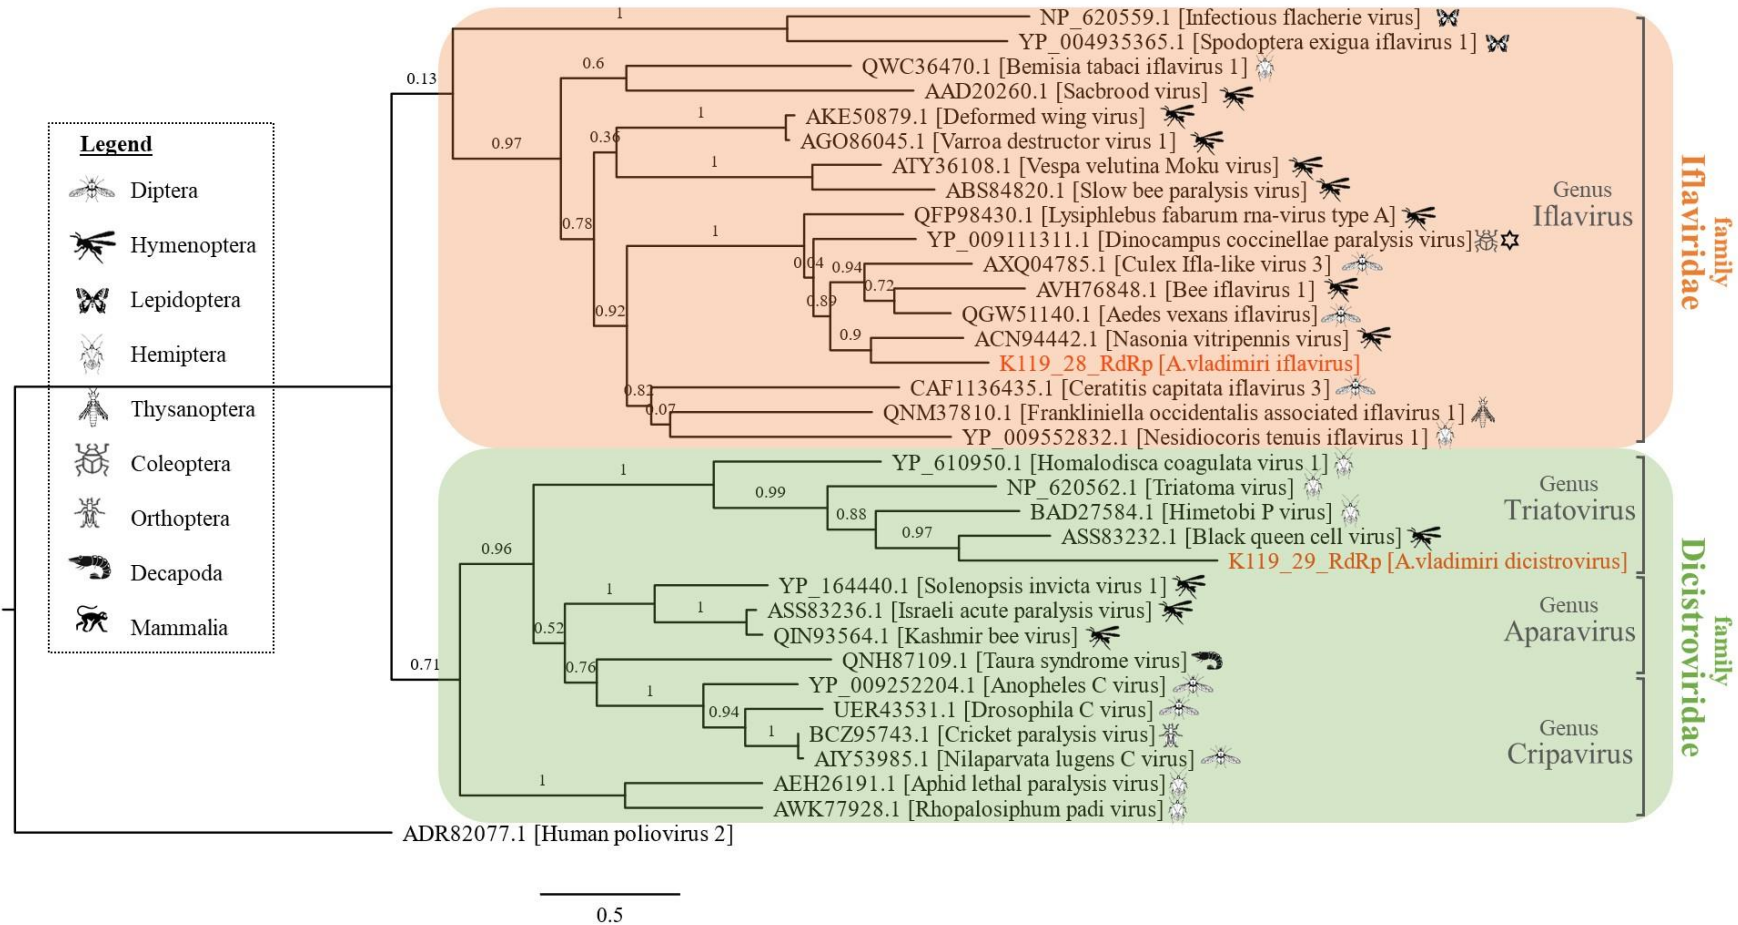 1
NP_620559.1 [Infectious flacherie virus]
YP_004935365.1 [Spodoptera exigua iflavirus 1]
0.13
0.6
QWC36470.1 [Bemisia tabaci iflavirus 1]
AAD20260.1 [Sacbrood virus]
0.97
1
AKE50879.1 [Deformed wing virus]
0.36
AGO86045.1 [Varroa destructor virus 1]
1
ATY36108.1 [Vespa velutina Moku virus]
ABS84820.1 [Slow bee paralysis virus]
0.78
QFP98430.1 [Lysiphlebus fabarum rna-virus type A]
1
YP_009111311.1 [Dinocampus coccinellae paralysis virus]
0.04
0.94
AXQ04785.1 [Culex Ifla-like virus 3]
0.72
AVH76848.1 [Bee iflavirus 1]
0.89
QGW51140.1 [Aedes vexans iflavirus]
0.92
0.9
ACN94442.1 [Nasonia vitripennis virus]
K119_28_RdRp [A.vladimiri iflavirus]
0.82
CAF1136435.1 [Ceratitis capitata iflavirus 3]
0.07
QNM37810.1 [Frankliniella occidentalis associated iflavirus 1]
YP_009552832.1 [Nesidiocoris tenuis iflavirus 1]
Genus
Iflavirus
family
Iflaviridae
Legend
Diptera
Hymenoptera
Lepidoptera
Hemiptera
Thysanoptera
Coleoptera
Orthoptera
Decapoda
Mammalia
1
YP_610950.1 [Homalodisca coagulata virus 1]
0.99
NP_620562.1 [Triatoma virus]
0.88
BAD27584.1 [Himetobi P virus]
0.97
ASS83232.1 [Black queen cell virus]
0.96
K119_29_RdRp [A.vladimiri dicistrovirus]
Genus
Triatovirus
1
YP_164440.1 [Solenopsis invicta virus 1]
1
ASS83236.1 [Israeli acute paralysis virus]
0.52
QIN93564.1 [Kashmir bee virus]
0.76
QNH87109.1 [Taura syndrome virus]
Genus
Aparavirus
0.71
1
YP_009252204.1 [Anopheles C virus]
0.94
UER43531.1 [Drosophila C virus]
1
BCZ95743.1 [Cricket paralysis virus]
AIY53985.1 [Nilaparvata lugens C virus]
1
AEH26191.1 [Aphid lethal paralysis virus]
AWK77928.1 [Rhopalosiphum padi virus]
Genus
Cripavirus
family
Dicistroviridae
ADR82077.1 [Human poliovirus 2]
0.5